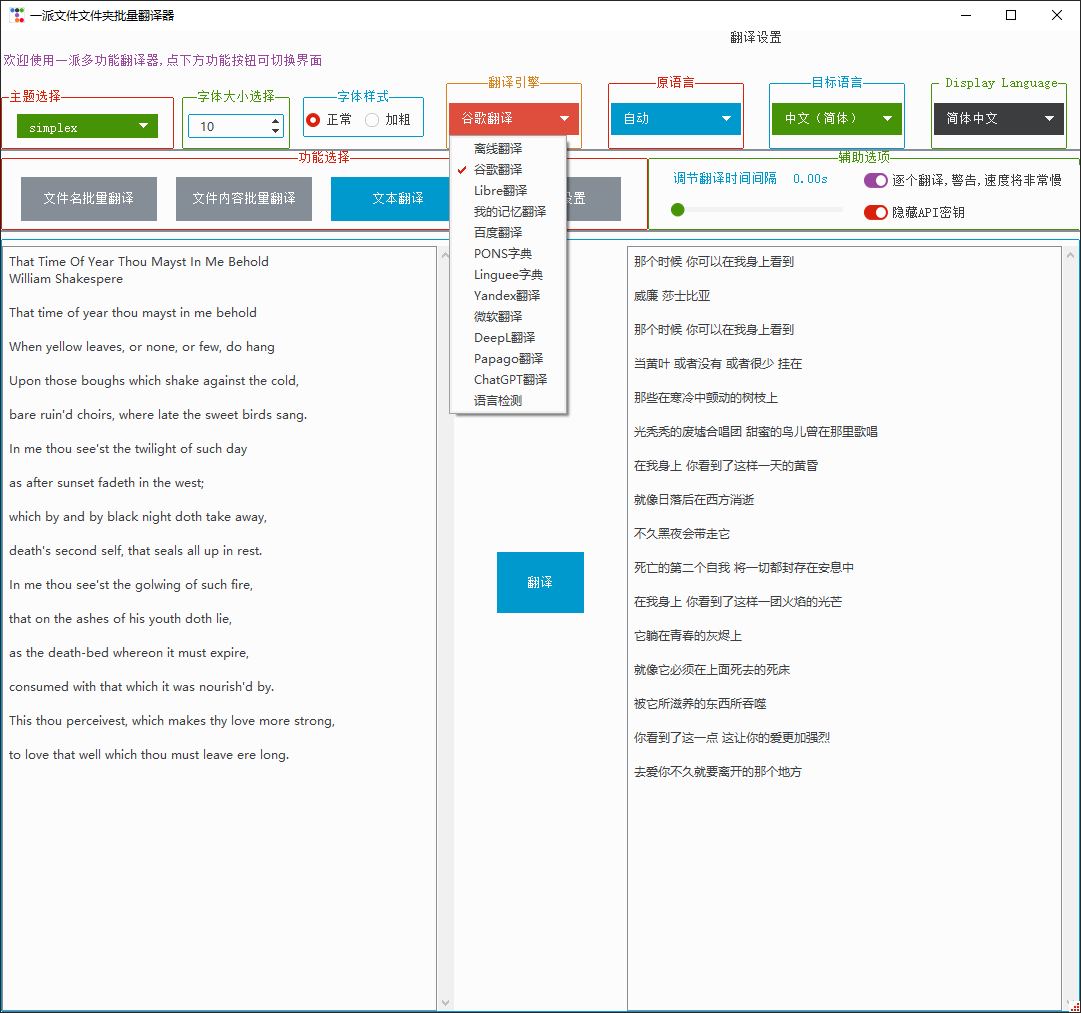 一派文件文件夹批量翻译器
翻译设置
欢迎使用一派多功能翻译器,点下方功能按钮可切换界面
主题选择
simplex
字体大小选择
10
字体样式
正常
加粗
翻译引擎
谷歌翻译
原语言
自动
目标语言
中文（简体）
Display Language
简体中文
离线翻译
谷歌翻译
Libre翻译
我的记忆翻译
百度翻译
PONS字典
Linguee字典
Yandex翻译
微软翻译
DeepL翻译
Papago翻译
ChatGPT翻译
语言检测
功能选择
文件名批量翻译
文件内容批量翻译
文本翻译
置
辅助选项
调节翻译时间间隔 0.00s
逐个翻译,警告,速度将非常慢
隐藏API密钥
That Time Of Year Thou Mayst In Me Behold
William Shakespere
That time of year thou mayst in me behold
When yellow leaves, or none, or few, do hang
Upon those boughs which shake against the cold,
bare ruin'd choirs, where late the sweet birds sang.
In me thou see'st the twilight of such day
as after sunset fadeth in the west;
which by and by black night doth take away,
death's second self, that seals all up in rest.
In me thou see'st the golwing of such fire,
that on the ashes of his youth doth lie,
as the death-bed whereon it must expire,
consumed with that which it was nourish'd by.
This thou perceivest, which makes thy love more strong,
to love that well which thou must leave ere long.
翻译
那个时候 你可以在我身上看到
威廉 莎士比亚
那个时候 你可以在我身上看到
当黄叶 或者没有 或者很少 挂在
那些在寒冷中颤动的树枝上
光秃秃的废墟合唱团 甜蜜的鸟儿曾在那里歌唱
在我身上 你看到了这样一天的黄昏
就像日落后在西方消逝
不久黑夜会带走它
死亡的第二个自我 将一切都封存在安息中
在我身上 你看到了这样一团火焰的光芒
它躺在青春的灰烬上
就像它必须在上面死去的死床
被它所滋养的东西所吞噬
你看到了这一点 这让你的爱更加强烈
去爱你不久就要离开的那个地方